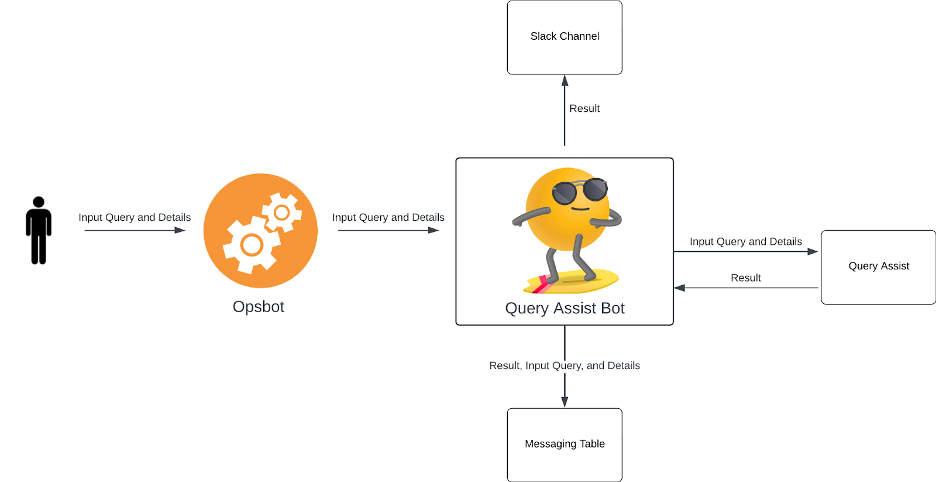 Slack Channel
Result
Input Query and Details
Opsbot
Input Query and Details
Query Assist Bot
Input Query and Details
Result
Query Assist
Result, Input Query, and Details
Messaging Table